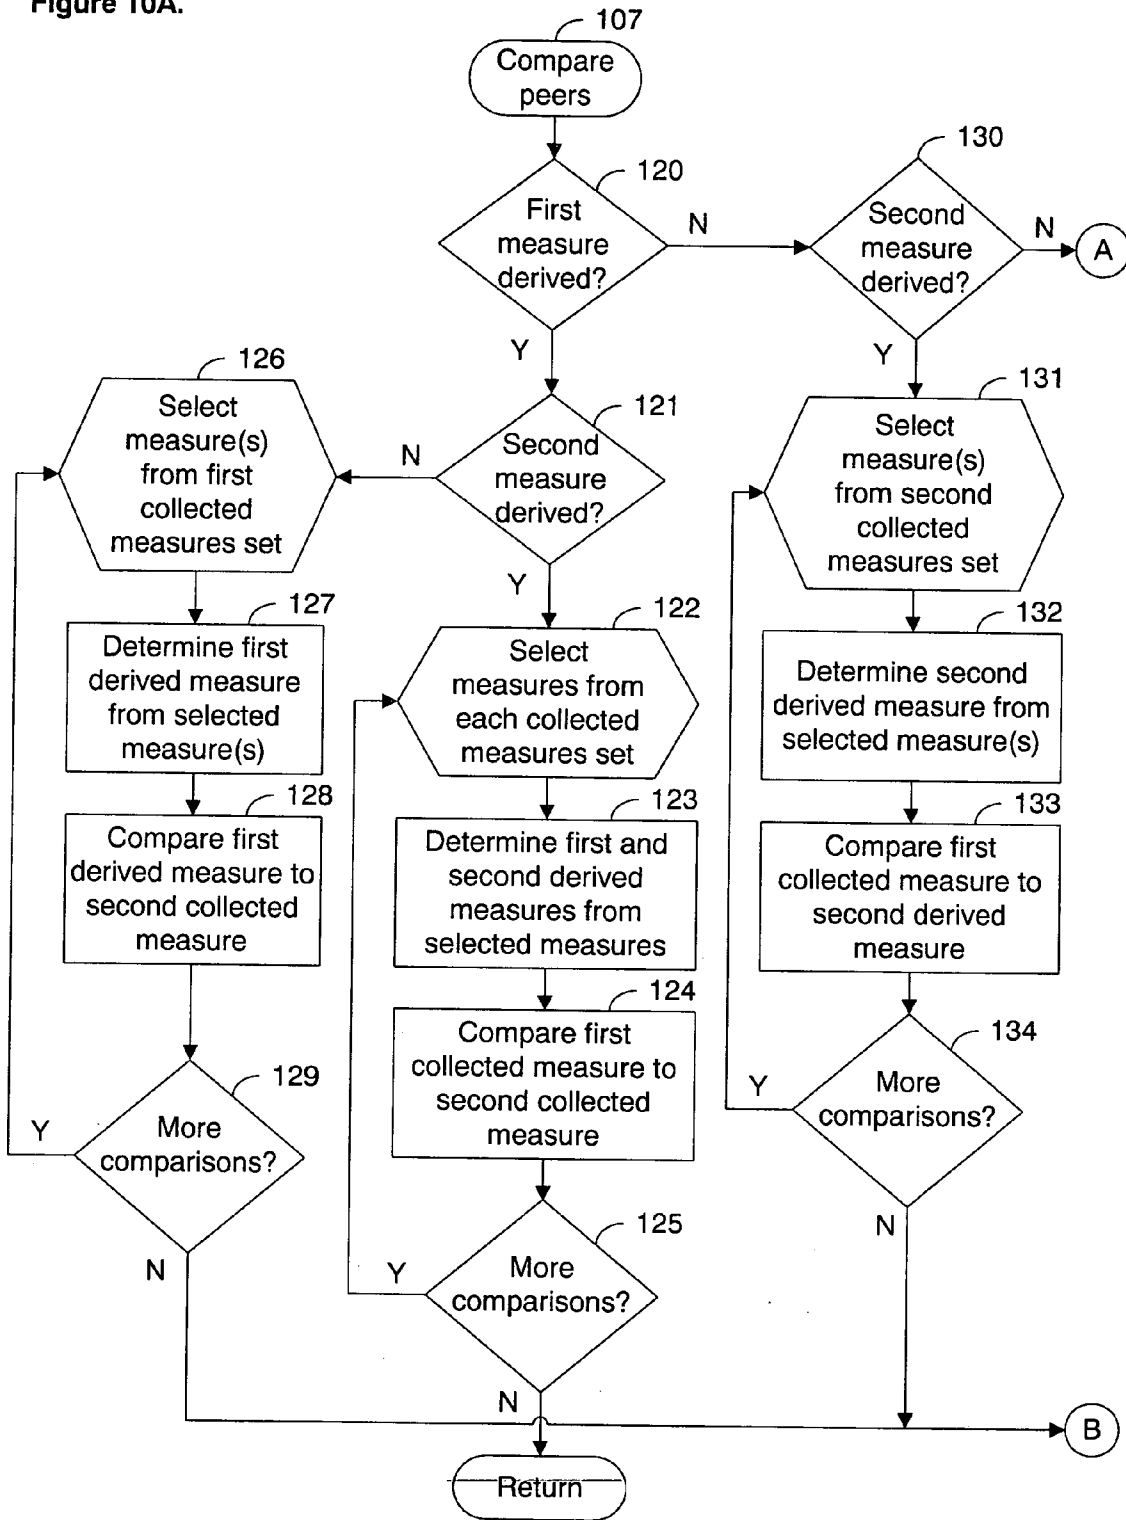 Figure 10A.
107
Compare
peers
120
First
measure
derived?
N
Y
130
Second
measure
derived?
N
A
Y
126
Select
measure(s)
from first
collected
measures set
121
Second
measure
derived?
N
Y
131
Select
measure(s)
from second
collected
measures set
127
Determine first
derived measure
from selected
measure(s)
122
Select
measures from
each collected
measures set
132
Determine second
derived measure from
selected measure(s)
128
Compare first
derived measure to
second collected
measure
123
Determine first and
second derived
measures from
selected measures
133
Compare first
collected measure to
second derived
measure
124
Compare first
collected measure to
second collected
measure
134
More
comparisons?
Y
N
129
More
comparisons?
Y
N
125
More
comparisons?
Y
N
B
Return